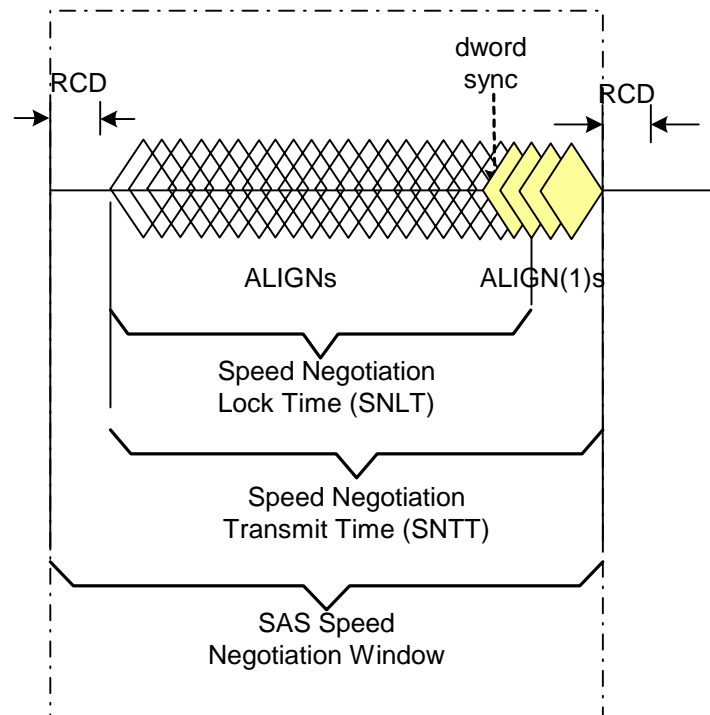 dword
sync
RCD
RCD
ALIGNs
ALIGN(1)s
Speed Negotiation
Lock Time (SNLT)
Speed Negotiation
Transmit Time (SNTT)
SAS Speed
Negotiation Window